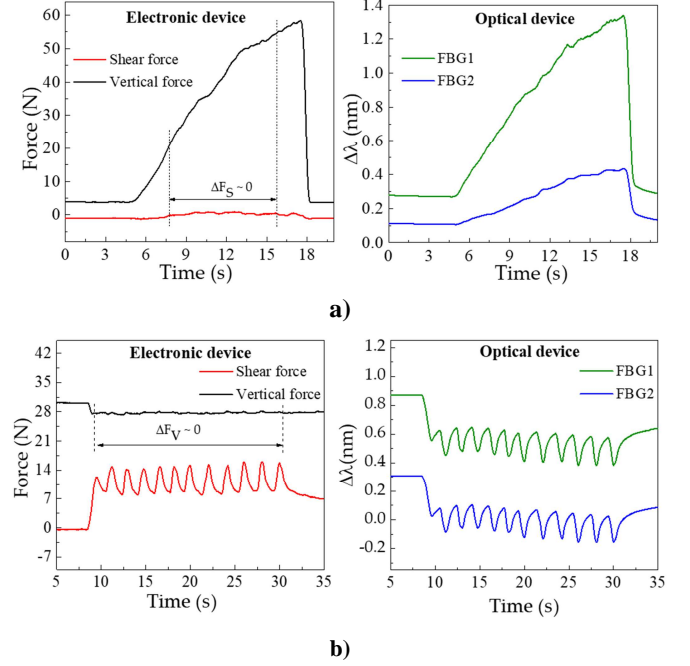 Electronic device
Shear force
Vertical force
ΔF_S ~ 0
Force (N)
60
50
40
30
20
10
0
0 3 6 9 12 15 18
Time (s)
Optical device
FBG1
FBG2
Δλ (nm)
1.4
1.2
1.0
0.8
0.6
0.4
0.2
0.0
0 3 6 9 12 15 18
Time (s)
a)
Electronic device
Shear force
Vertical force
ΔF_V ~ 0
Force (N)
42
35
28
21
14
7
0
-7
5 10 15 20 25 30 35
Time (s)
Optical device
FBG1
FBG2
Δλ(nm)
1.2
1.0
0.8
0.6
0.4
0.2
0.0
-0.2
5 10 15 20 25 30 35
Time (s)
b)